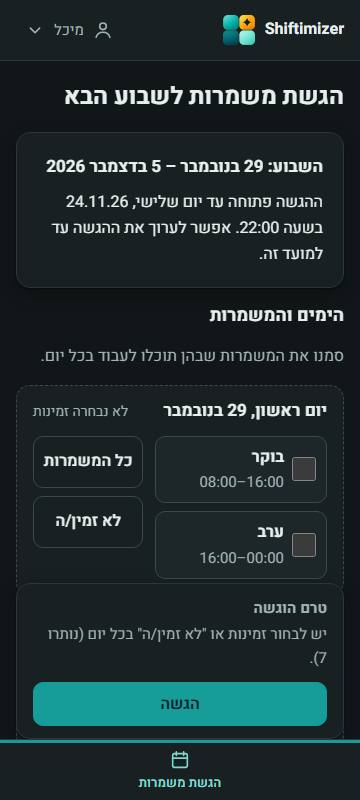 Shiftimizer
מיכל
הגשת משמרות לשבוע הבא
השבוע: 29 בנובמבר – 5 בדצמבר 2026
ההגשה פתוחה עד יום שלישי, 24.11.26
בשעה 22:00. אפשר לערוך את ההגשה עד
למועד זה.
הימים והמשמרות
סמנו את המשמרות שבהן תוכלו לעבוד בכל יום.
יום ראשון, 29 בנובמבר
לא נבחרה זמינות
בוקר
08:00–16:00
כל המשמרות
ערב
16:00–00:00
לא זמין/ה
טרם הוגשה
יש לבחור זמינות או "לא זמין/ה" בכל יום (נותרו
7).
הגשה
הגשת משמרות